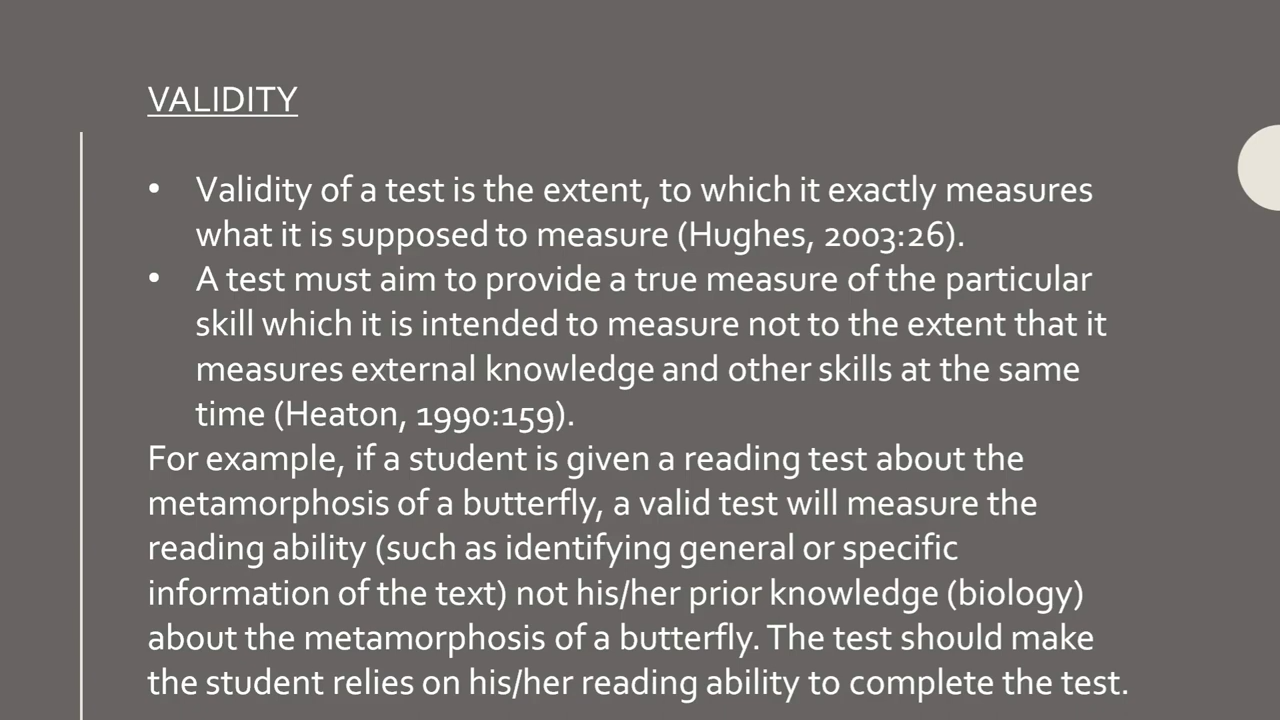 VALIDITY
• Validity of a test is the extent, to which it exactly measures
what it is supposed to measure (Hughes, 2003:26).
• A test must aim to provide a true measure of the particular
skill which it is intended to measure not to the extent that it
measures external knowledge and other skills at the same
time (Heaton, 1990:159).
For example, if a student is given a reading test about the
metamorphosis of a butterfly, a valid test will measure the
reading ability (such as identifying general or specific
information of the text) not his/her prior knowledge (biology)
about the metamorphosis of a butterfly. The test should make
the student relies on his/her reading ability to complete the test.